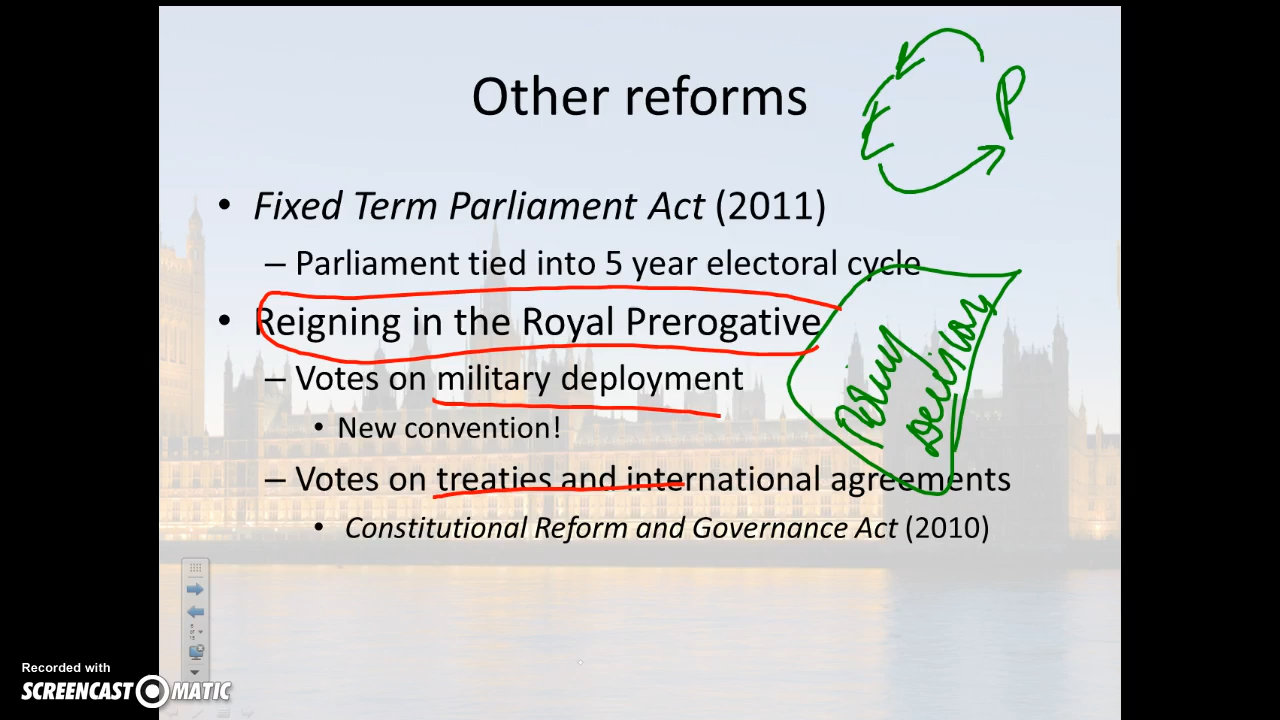 Other reforms
P
• Fixed Term Parliament Act (2011)
– Parliament tied into 5 year electoral cycle
• Reigning in the Royal Prerogative
– Votes on military deployment
• New convention!
– Votes on treaties and international agreements
• Constitutional Reform and Governance Act (2010)
Policy
Decision
Recorded with
SCREENCAST-O-MATIC